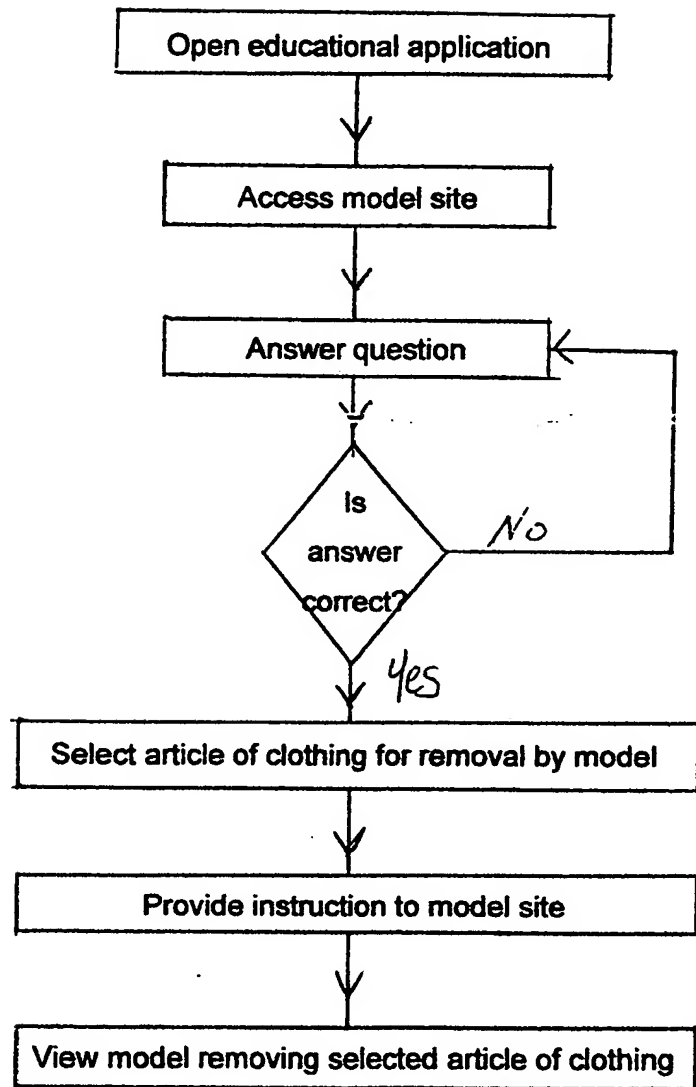 Open educational application
Access model site
Answer question
Is
answer
correct?
No
Yes
Select article of clothing for removal by model
Provide instruction to model site
View model removing selected article of clothing